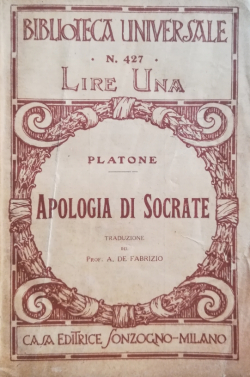 BIBLIOTECA UNIVERSALE
N. 427
LIRE UNA
PLATONE
APOLOGIA DI SOCRATE
TRADUZIONE
DEL
PROF. A. DE FABRIZIO
CASA EDITRICE SONZOGNO-MILANO